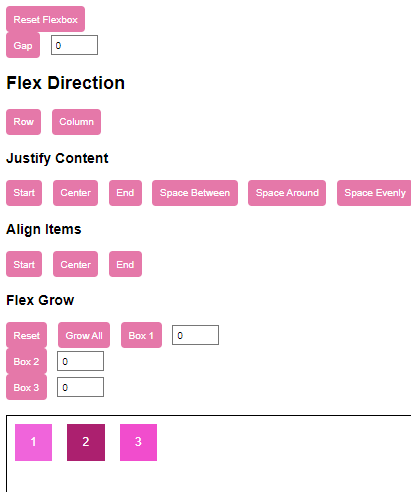 Reset Flexbox
Gap 0
Flex Direction
Row Column
Justify Content
Start Center End Space Between Space Around Space Evenly
Align Items
Start Center End
Flex Grow
Reset Grow All Box 1 0
Box 2 0
Box 3 0
1 2 3